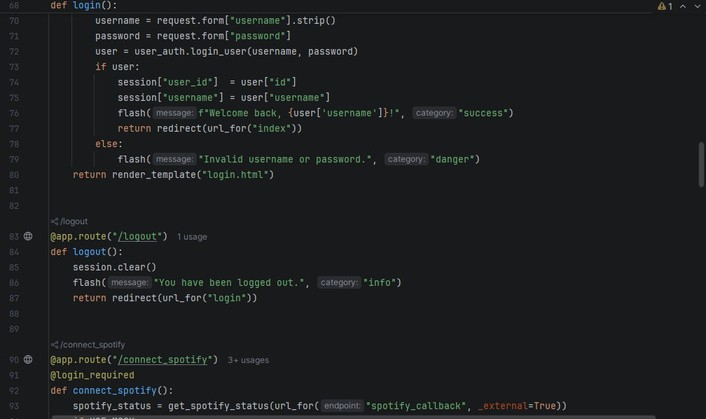 68 def login():
1
70 username = request.form["username"].strip()
71 password = request.form["password"]
72 user = user_auth.login_user(username, password)
73 if user:
74 session["user_id"]  = user["id"]
75 session["username"] = user["username"]
76 flash( message: f"Welcome back, {user['username']}!", category: "success")
77 return redirect(url_for("index"))
78 else:
79 flash( message: "Invalid username or password.", category: "danger")
80 return render_template("login.html")
81
82
/logout
83 @app.route("/logout") 1 usage
84 def logout():
85 session.clear()
86 flash( message: "You have been logged out.", category: "info")
87 return redirect(url_for("login"))
88
89
/connect_spotify
90 @app.route("/connect_spotify") 3+ usages
91 @login_required
92 def connect_spotify():
93 spotify_status = get_spotify_status(url_for( endpoint: "spotify_callback", _external=True))